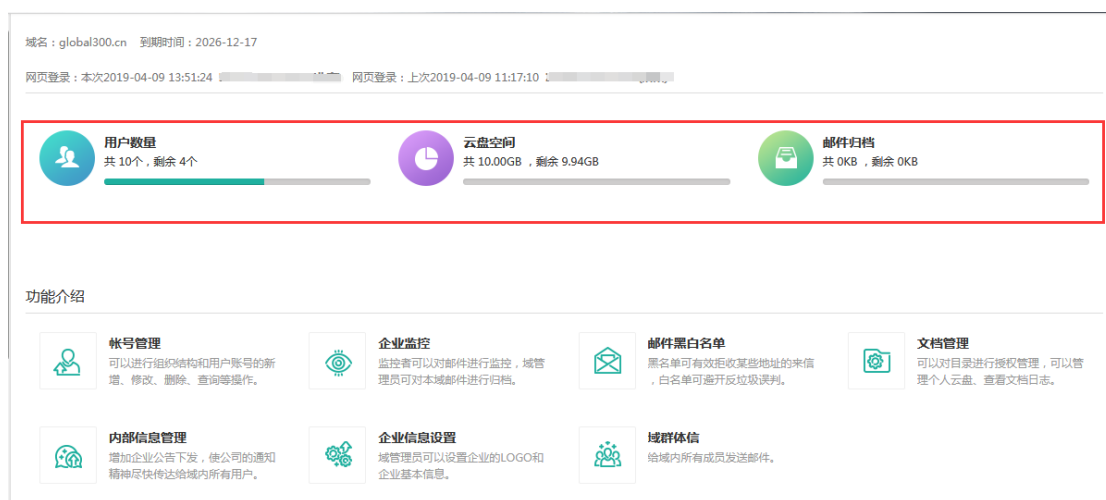 域名：global300.cn 到期时间：2026-12-17
网页登录：本次2019-04-09 13:51:24 网页登录：上次2019-04-09 11:17:10
用户数量
共 10个，剩余 4个
云盘空间
共 10.00GB ，剩余 9.94GB
邮件归档
共 0KB ，剩余 0KB
功能介绍
帐号管理
可以进行组织结构和用户账号的新
增、修改、删除、查询等操作。
企业监控
监控者可以对邮件进行监控，域管
理员可对本域邮件进行归档。
邮件黑白名单
黑名单可有效拒收某些地址的来信
，白名单可避开反垃圾误判。
文档管理
可以对目录进行授权管理，可以管
理个人云盘、查看文档日志。
内部信息管理
增加企业公告下发，使公司的通知
精神尽快传达给域内所有用户。
企业信息设置
域管理员可以设置企业的LOGO和
企业基本信息。
域群体信
给域内所有成员发送邮件。